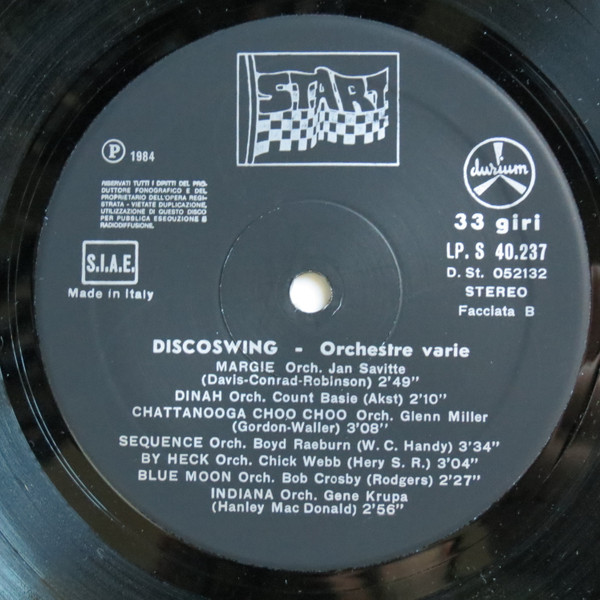 START
P 1984
RISERVATI TUTTI I DIRITTI DEL PRO-
DUTTORE FONOGRAFICO E DEL
PROPRIETARIO DELL'OPERA REGI-
STRATA - VIETATE DUPLICAZIONE,
UTILIZZAZIONE DI QUESTO DISCO
PER PUBBLICA ESEQUZIONE E
RADIODIFFUSIONE.
S.I.A.E.
Made in Italy
durium
33 giri
LP. S 40.237
D. St. 052132
STEREO
Facciata B
DISCOSWING - Orchestre varie
MARGIE Orch. Jan Savitte
(Davis-Conrad-Robinson) 2'49"
DINAH Orch. Count Basie (Akst) 2'10"
CHATTANOOGA CHOO CHOO Orch. Glenn Miller
(Gordon-Waller) 3'08"
SEQUENCE Orch. Boyd Raeburn (W. C. Handy) 3'34"
BY HECK Orch. Chick Webb (Hery S. R.) 3'04"
BLUE MOON Orch. Bob Crosby (Rodgers) 2'27"
INDIANA Orch. Gene Krupa
(Hanley Mac Donald) 2'56"